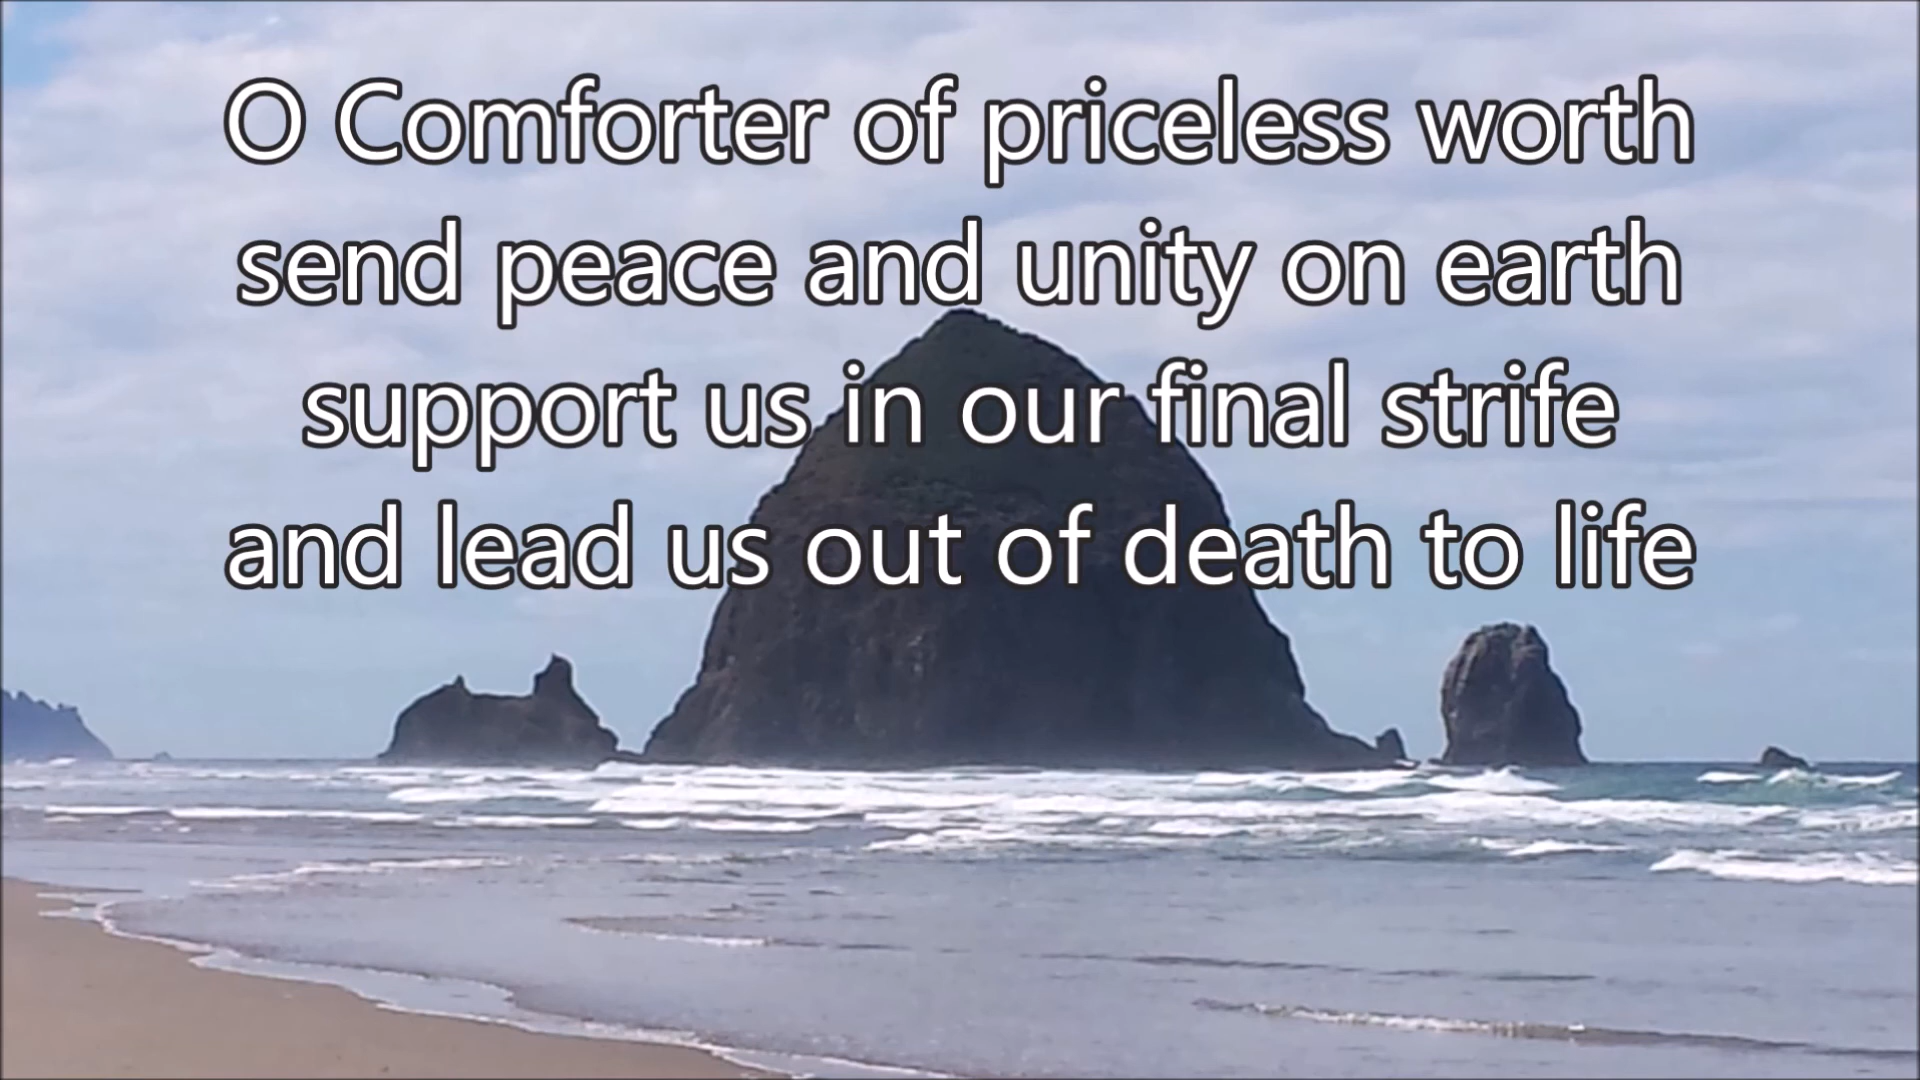 O Comforter of priceless worth
send peace and unity on earth
support us in our final strife
and lead us out of death to life